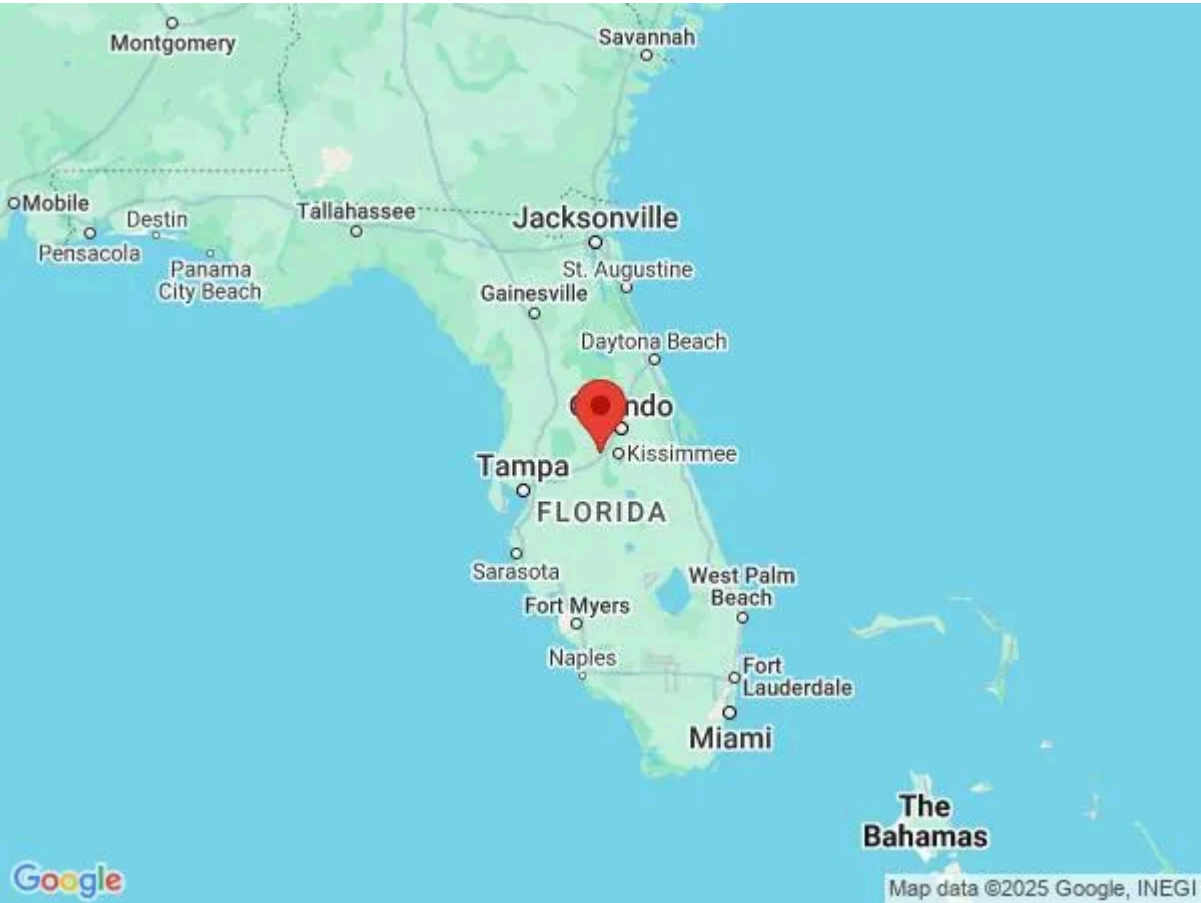 Montgomery
Savannah
Mobile
Destin
Tallahassee
Jacksonville
Pensacola
Panama
City Beach
St. Augustine
Gainesville
Daytona Beach
ndo
Kissimmee
Tampa
FLORIDA
Sarasota
West Palm
Beach
Fort Myers
Naples
Fort
Lauderdale
Miami
The
Bahamas
Google
Map data ©2025 Google, INEGI